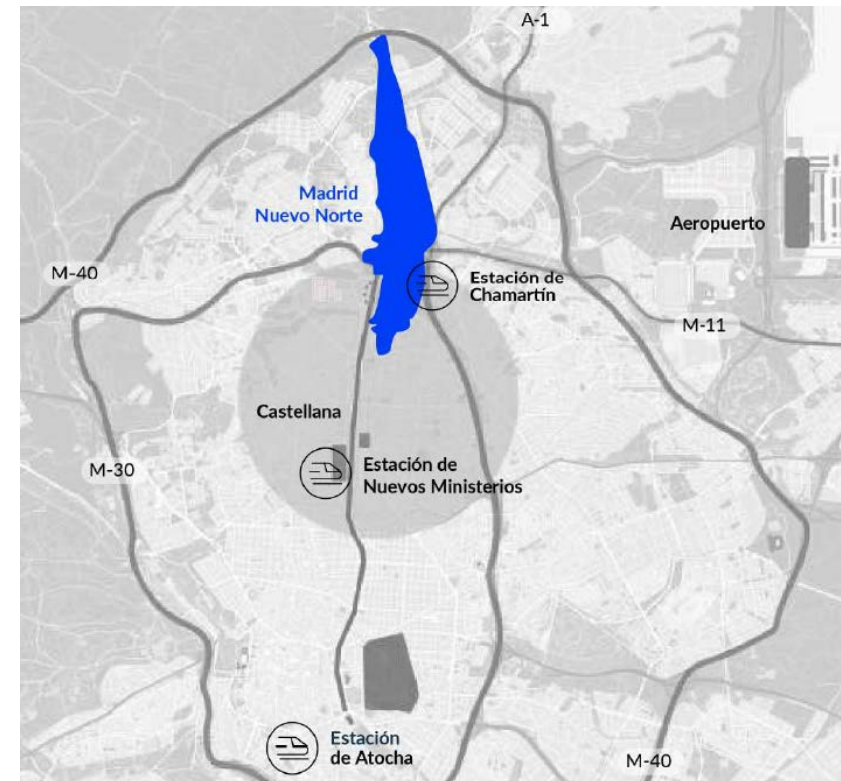 A-1
Madrid
Nuevo Norte
Aeropuerto
M-40
Estación de
Chamartín
M-11
Castellana
M-30
Estación de
Nuevos Ministerios
Estación
de Atocha
M-40